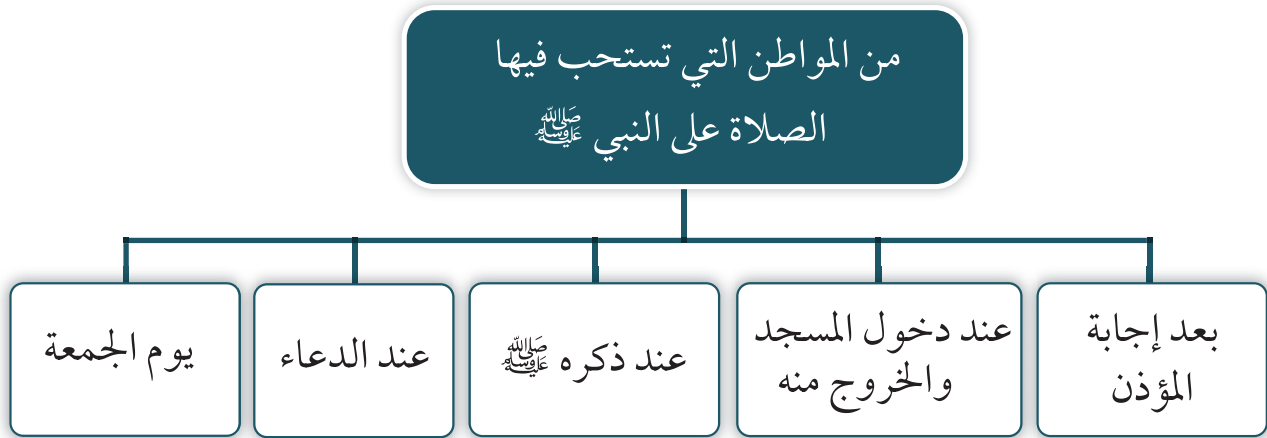 من المواطن التي تستحب فيها
الصلاة على النبي ﷺ
بعد إجابة
المؤذن
عند دخول المسجد
والخروج منه
عند ذكره ﷺ
عند الدعاء
يوم الجمعة